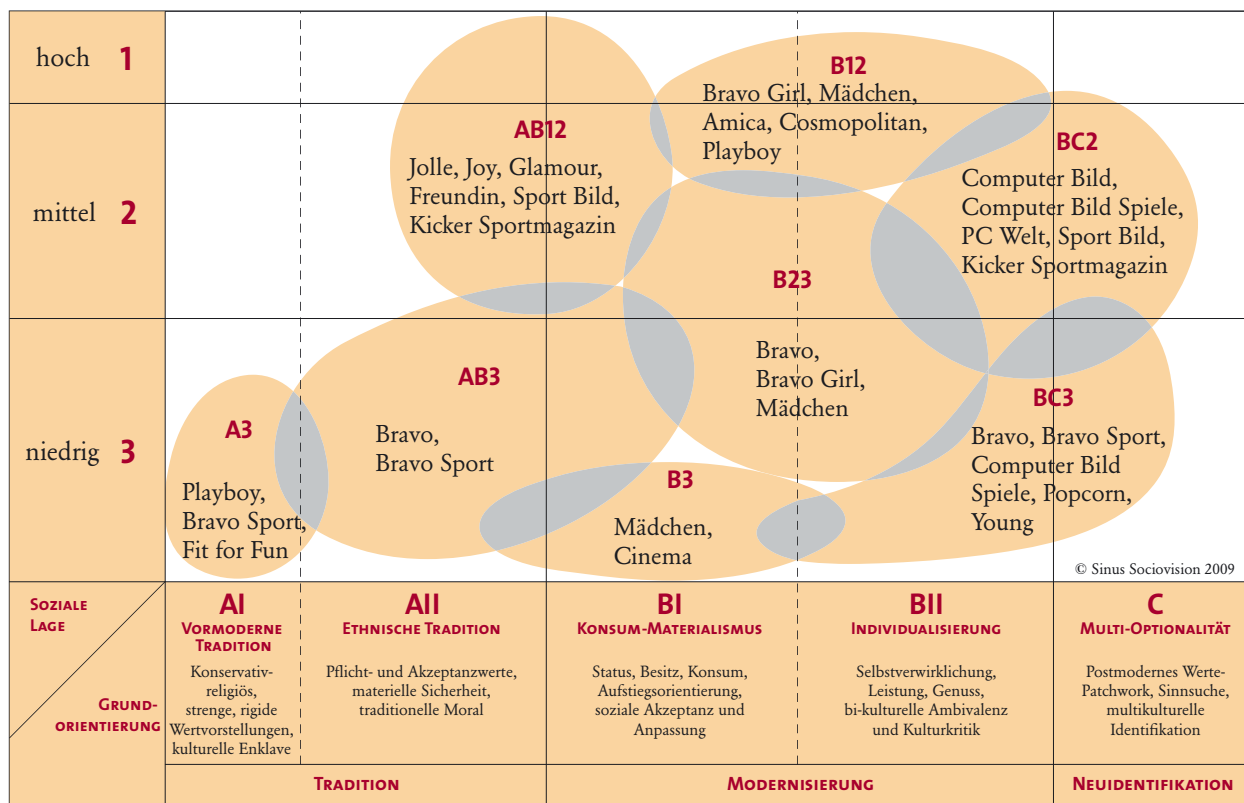 hoch 1
mittel 2
niedrig 3
B12
Bravo Girl, Mädchen,
Amica, Cosmopolitan,
Playboy
AB12
Jolle, Joy, Glamour,
Freundin, Sport Bild,
Kicker Sportmagazin
BC2
Computer Bild,
Computer Bild Spiele,
PC Welt, Sport Bild,
Kicker Sportmagazin
B23
Bravo,
Bravo Girl,
Mädchen
AB3
Bravo,
Bravo Sport
A3
Playboy,
Bravo Sport,
Fit for Fun
B3
Mädchen,
Cinema
BC3
Bravo, Bravo Sport,
Computer Bild
Spiele, Popcorn,
Young
© Sinus Sociovision 2009
Soziale
Lage
Grund-
orientierung
AI
Vormoderne
Tradition
Konservativ-
religiös,
strenge, rigide
Wertvorstellungen,
kulturelle Enklave
AII
Ethnische Tradition
Pflicht- und Akzeptanzwerte,
materielle Sicherheit,
traditionelle Moral
BI
Konsum-Materialismus
Status, Besitz, Konsum,
Aufstiegsorientierung,
soziale Akzeptanz und
Anpassung
BII
Individualisierung
Selbstverwirklichung,
Leistung, Genuss,
bi-kulturelle Ambivalenz
und Kulturkritik
C
Multi-Optionalität
Postmodernes Werte-
Patchwork, Sinnsuche,
multikulturelle
Identifikation
Tradition
Modernisierung
Neuidentifikation